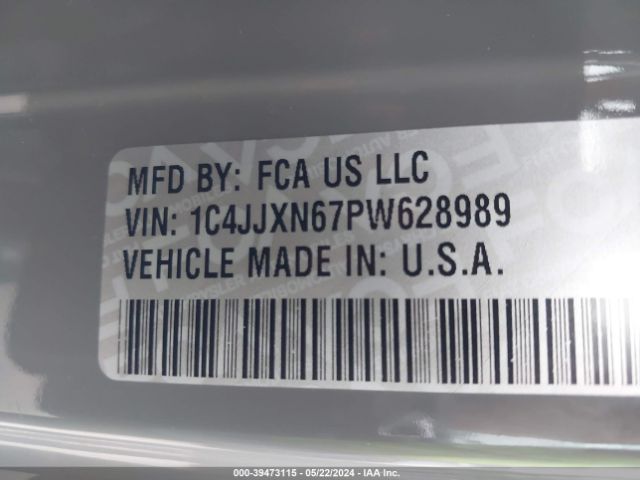 MFD BY: FCA US LLC
VIN: 1C4JJXN67PW628989
VEHICLE MADE IN: U.S.A.
000-39473115 - 05/22/2024 - IAA Inc.